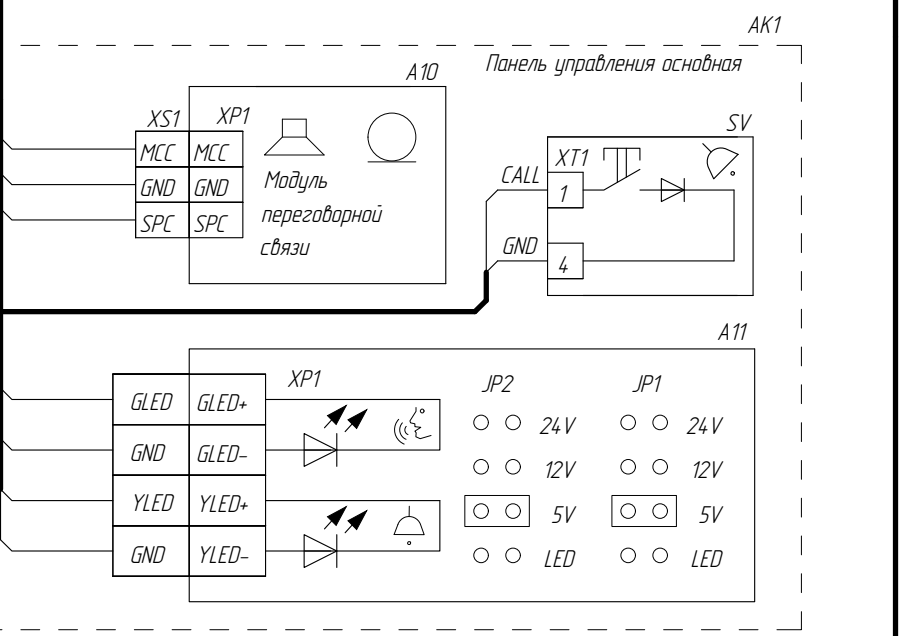 AK1
Панель управления основная
A10
XS1 XP1
MCC MCC
GND GND
SPC SPC
Модуль
переговорной
связи
SV
XT1
CALL 1
GND 4
A11
XP1 JP2 JP1
GLED GLED+
GND GLED-
YLED YLED+
GND YLED-
24V 24V
12V 12V
5V 5V
LED LED